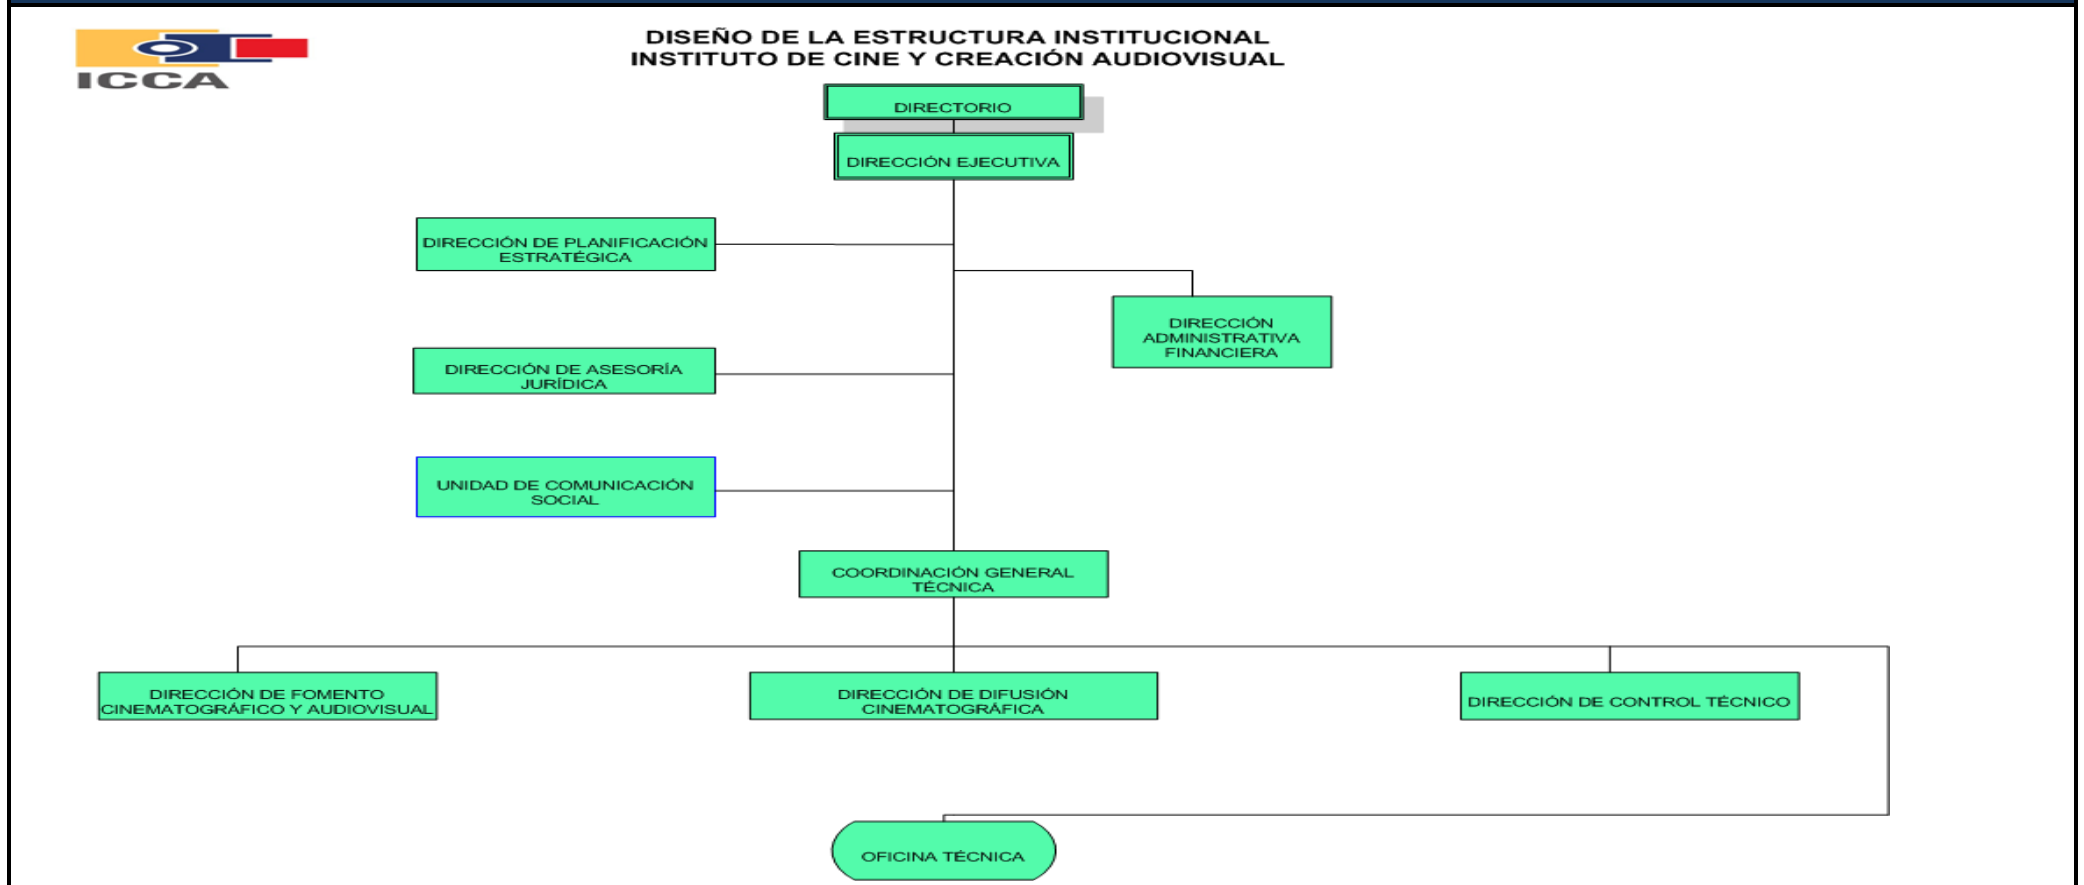 ICCA
DISEÑO DE LA ESTRUCTURA INSTITUCIONAL
INSTITUTO DE CINE Y CREACIÓN AUDIOVISUAL
DIRECTORIO
DIRECCIÓN EJECUTIVA
DIRECCIÓN DE PLANIFICACIÓN
ESTRATÉGICA
DIRECCIÓN
ADMINISTRATIVA
FINANCIERA
DIRECCIÓN DE ASESORÍA
JURÍDICA
UNIDAD DE COMUNICACIÓN
SOCIAL
COORDINACIÓN GENERAL
TÉCNICA
DIRECCIÓN DE FOMENTO
CINEMATOGRÁFICO Y AUDIOVISUAL
DIRECCIÓN DE DIFUSIÓN
CINEMATOGRÁFICA
DIRECCIÓN DE CONTROL TÉCNICO
OFICINA TÉCNICA